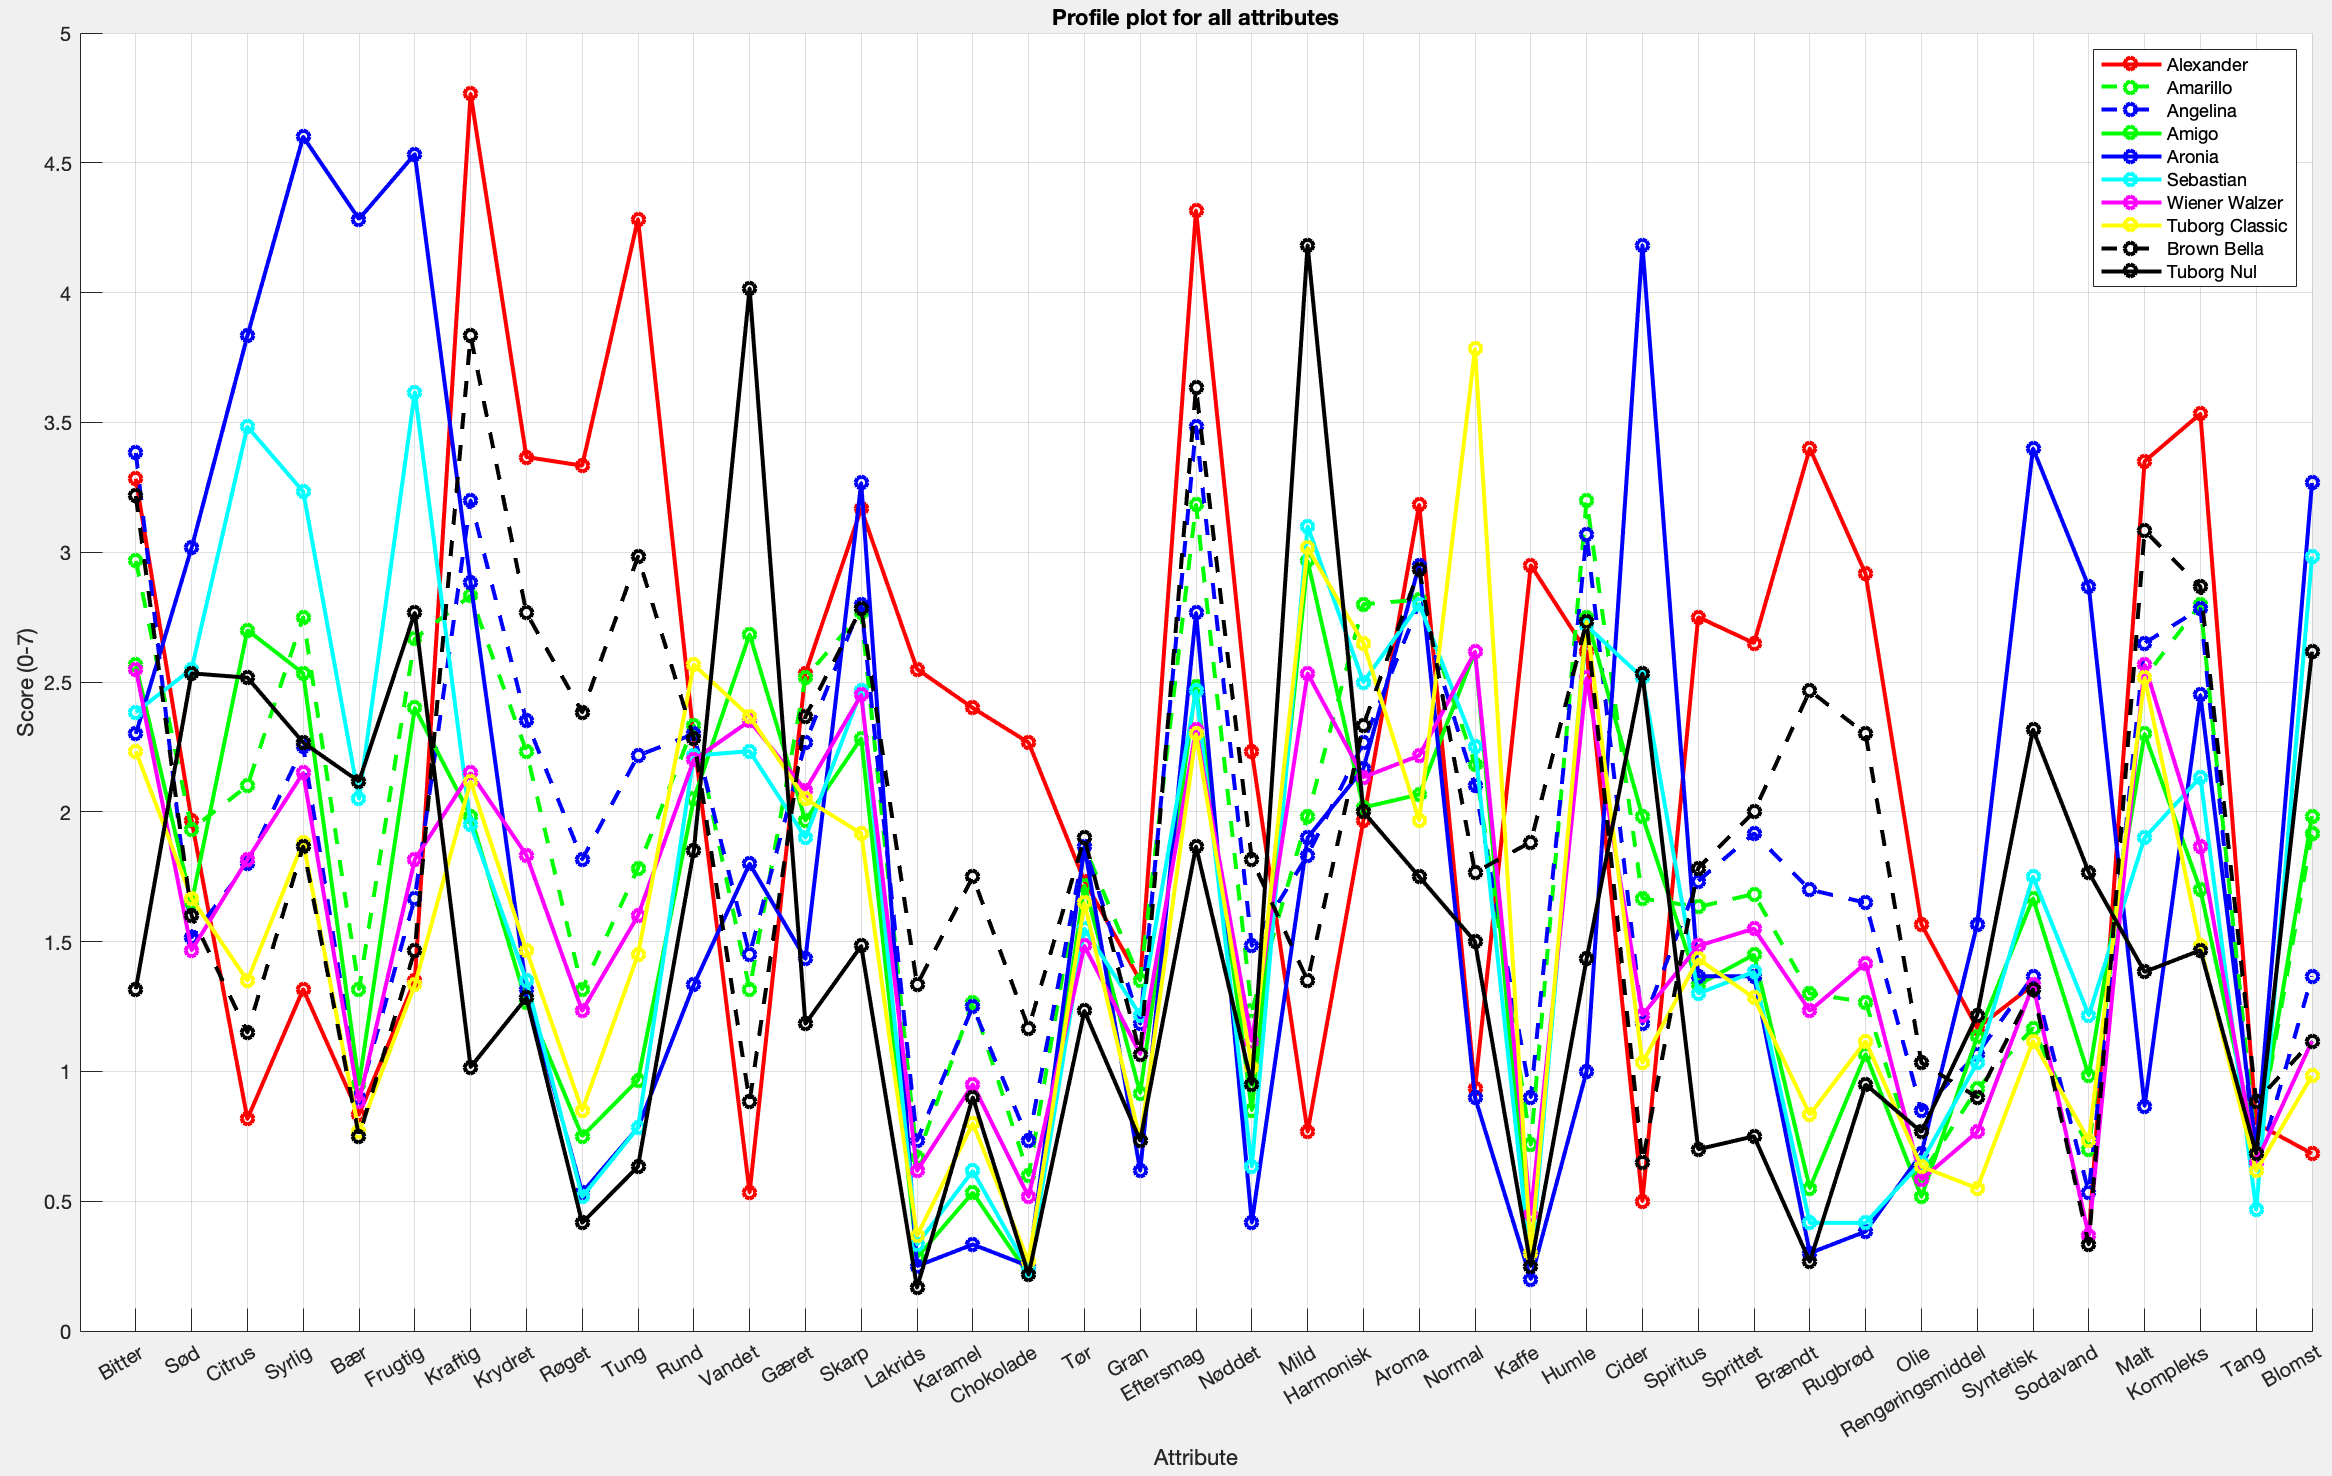 Profile plot for all attributes
5
4.5
4
3.5
3
2.5
2
1.5
1
0.5
0
Score (0-7)
Alexander
Amarillo
Angelina
Amigo
Aronia
Sebastian
Wiener Walzer
Tuborg Classic
Brown Bella
Tuborg Nul
Bitter
Sød
Citrus
Syrlig
Bær
Frugtig
Kraftig
Krydret
Røget
Tung
Rund
Vandet
Gæret
Skarp
Lakrids
Karamel
Chokolade
Tør
Gran
Eftersmag
Nøddet
Mild
Harmonisk
Aroma
Normal
Kaffe
Humle
Cider
Spiritus
Sprittet
Brændt
Rugbrød
Olie
Rengøringsmiddel
Syntetisk
Sodavand
Malt
Kompleks
Tang
Blomst
Attribute